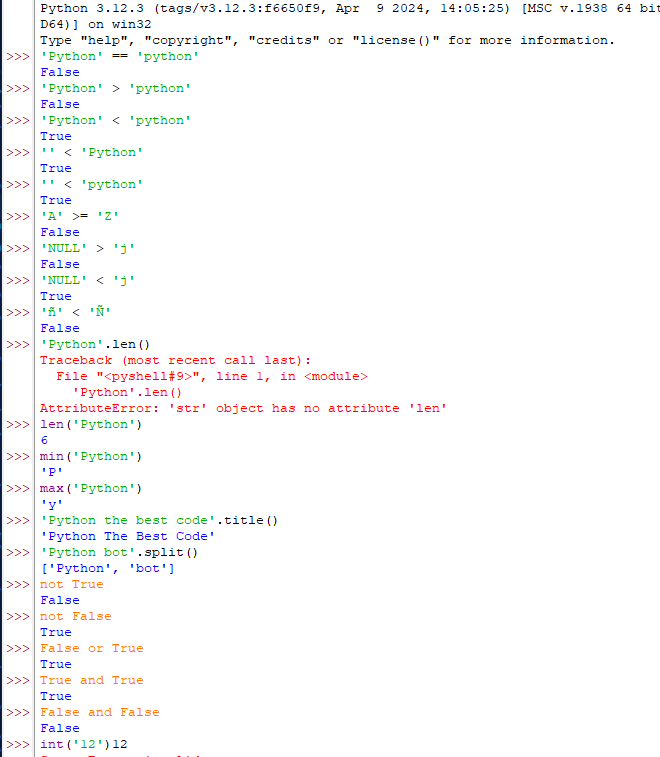 Python 3.12.3 (tags/v3.12.3:f6650f9, Apr  9 2024, 14:05:25) [MSC v.1938 64 bit
D64)] on win32
Type "help", "copyright", "credits" or "license()" for more information.
>>> 'Python' == 'python'
False
>>> 'Python' > 'python'
False
>>> 'Python' < 'python'
True
>>> '' < 'Python'
True
>>> '' < 'python'
True
>>> 'A' >= 'Z'
False
>>> 'NULL' > 'j'
False
>>> 'NULL' < 'j'
True
>>> 'ñ' < 'Ñ'
False
>>> 'Python'.len()
Traceback (most recent call last):
  File "<pyshell#9>", line 1, in <module>
    'Python'.len()
AttributeError: 'str' object has no attribute 'len'
>>> len('Python')
6
>>> min('Python')
'P'
>>> max('Python')
'y'
>>> 'Python the best code'.title()
'Python The Best Code'
>>> 'Python bot'.split()
['Python', 'bot']
>>> not True
False
>>> not False
True
>>> False or True
True
>>> True and True
True
>>> False and False
False
>>> int('12')12